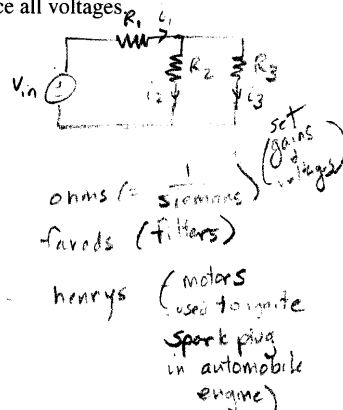 ce all voltages.
R₁ i₁
Vin R₂ R₃
i₂ i₃
ohms (= 1/siemens) (set gains & voltages)
farads (filters)
henrys (motors
used to ignite
spark plug
in automobile
engine)